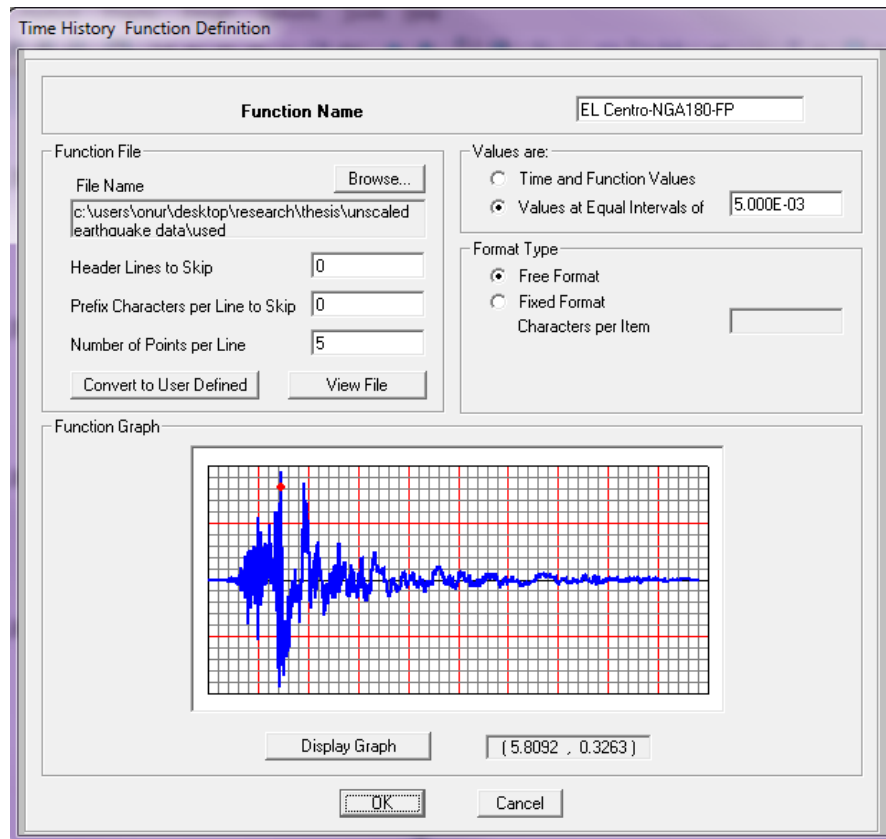 Time History Function Definition
Function Name
EL Centro-NGA180-FP
Function File
File Name
Browse...
c:\users\onur\desktop\research\thesis\unscaled
earthquake data\used
Header Lines to Skip 0
Prefix Characters per Line to Skip 0
Number of Points per Line 5
Convert to User Defined
View File
Values are:
Time and Function Values
Values at Equal Intervals of 5.000E-03
Format Type
Free Format
Fixed Format
Characters per Item
Function Graph
Display Graph
( 5.8092 , 0.3263 )
OK
Cancel